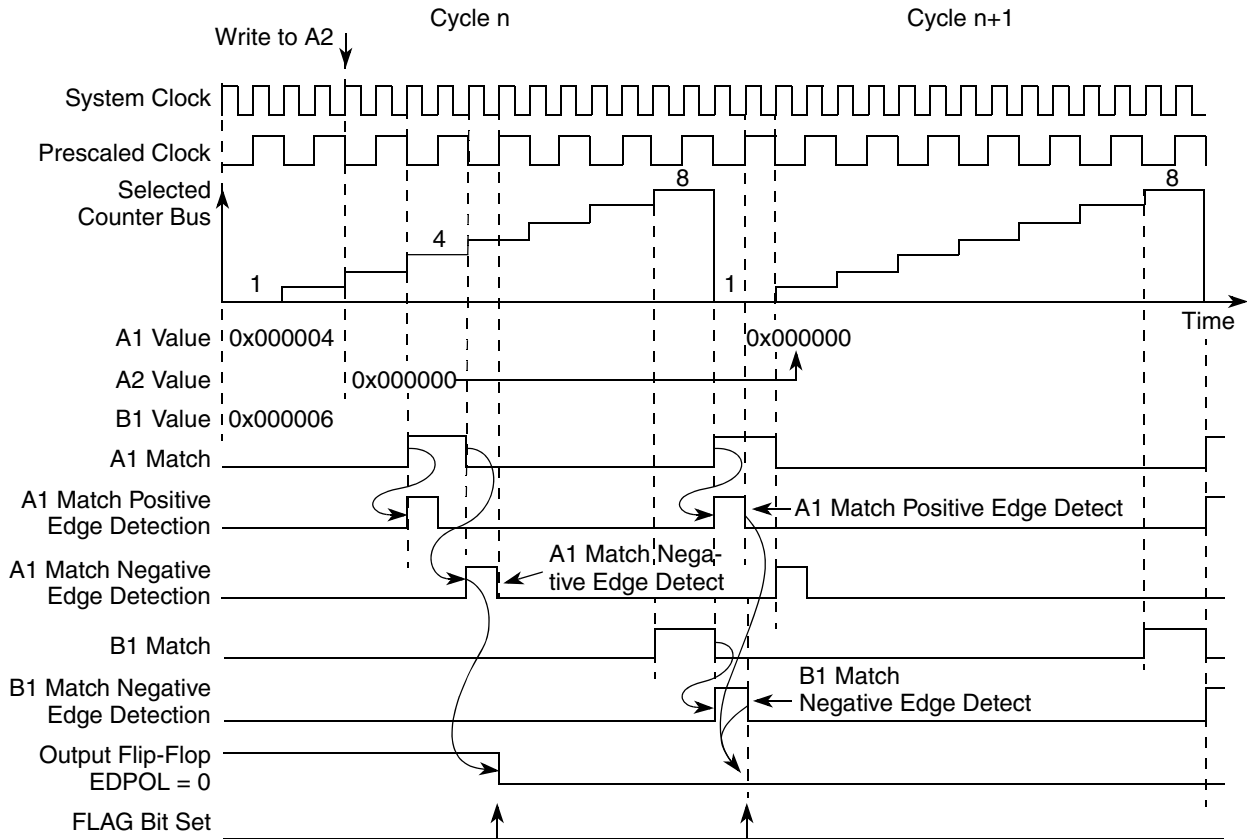 Cycle n
Cycle n+1
Write to A2
System Clock
Prescaled Clock
8
8
Selected
Counter Bus
4
1
1
Time
A1 Value
0x000004
0x000000
A2 Value
0x000000
B1 Value
0x000006
A1 Match
A1 Match Positive
Edge Detection
A1 Match Positive Edge Detect
A1 Match Negative
Edge Detection
A1 Match Nega-
tive Edge Detect
B1 Match
B1 Match Negative
Edge Detection
B1 Match
Negative Edge Detect
Output Flip-Flop
EDPOL = 0
FLAG Bit Set